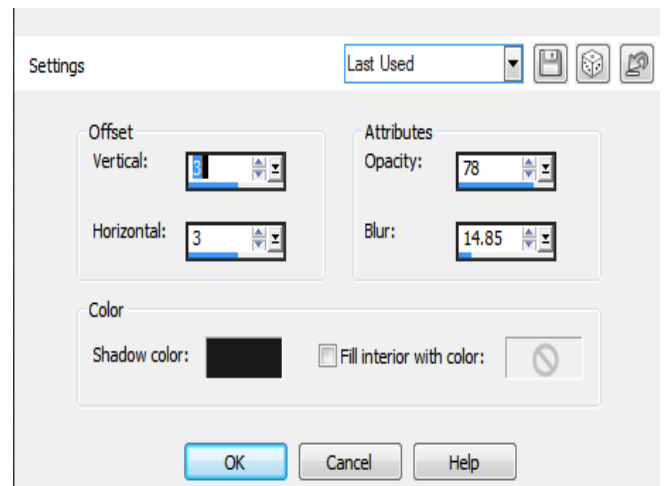 Settings Last Used
Offset Attributes
Vertical: 3 Opacity: 78
Horizontal: 3 Blur: 14.85
Color
Shadow color: Fill interior with color:
OK Cancel Help